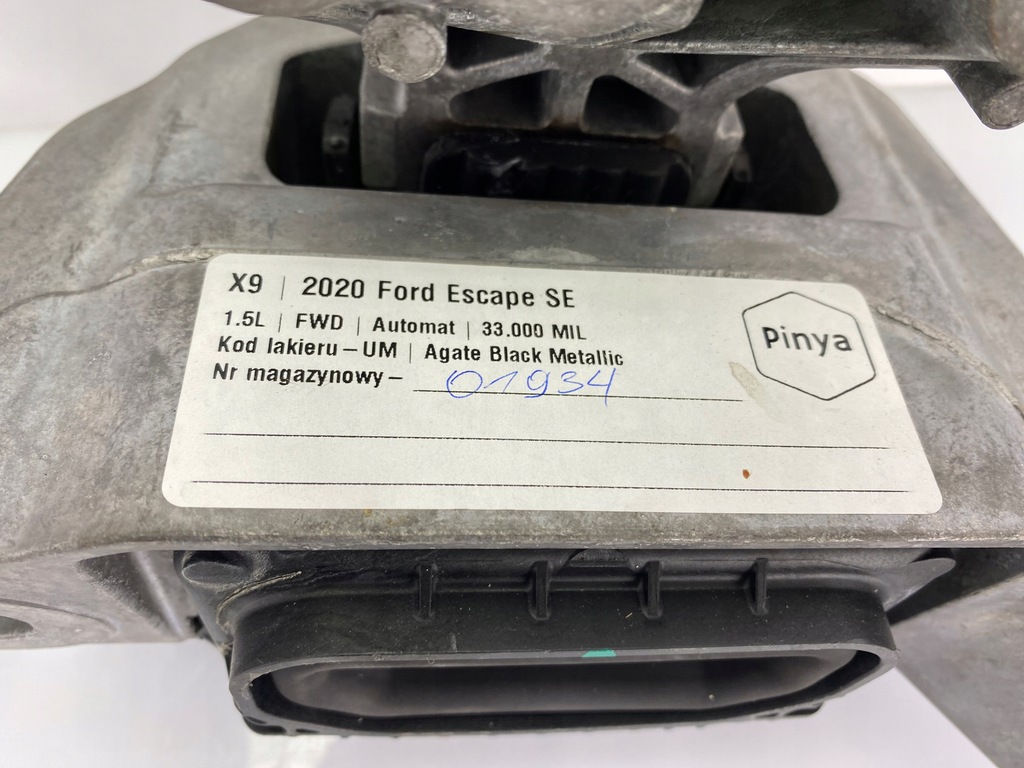 X9 | 2020 Ford Escape SE
1.5L | FWD | Automat | 33.000 MIL
Kod lakieru – UM | Agate Black Metallic
Nr magazynowy – 01934
Pinya